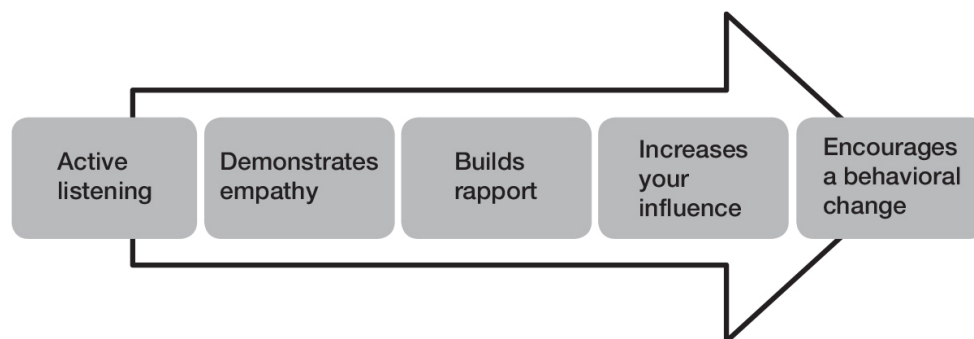 Active
listening
Demonstrates
empathy
Builds
rapport
Increases
your
influence
Encourages
a behavioral
change